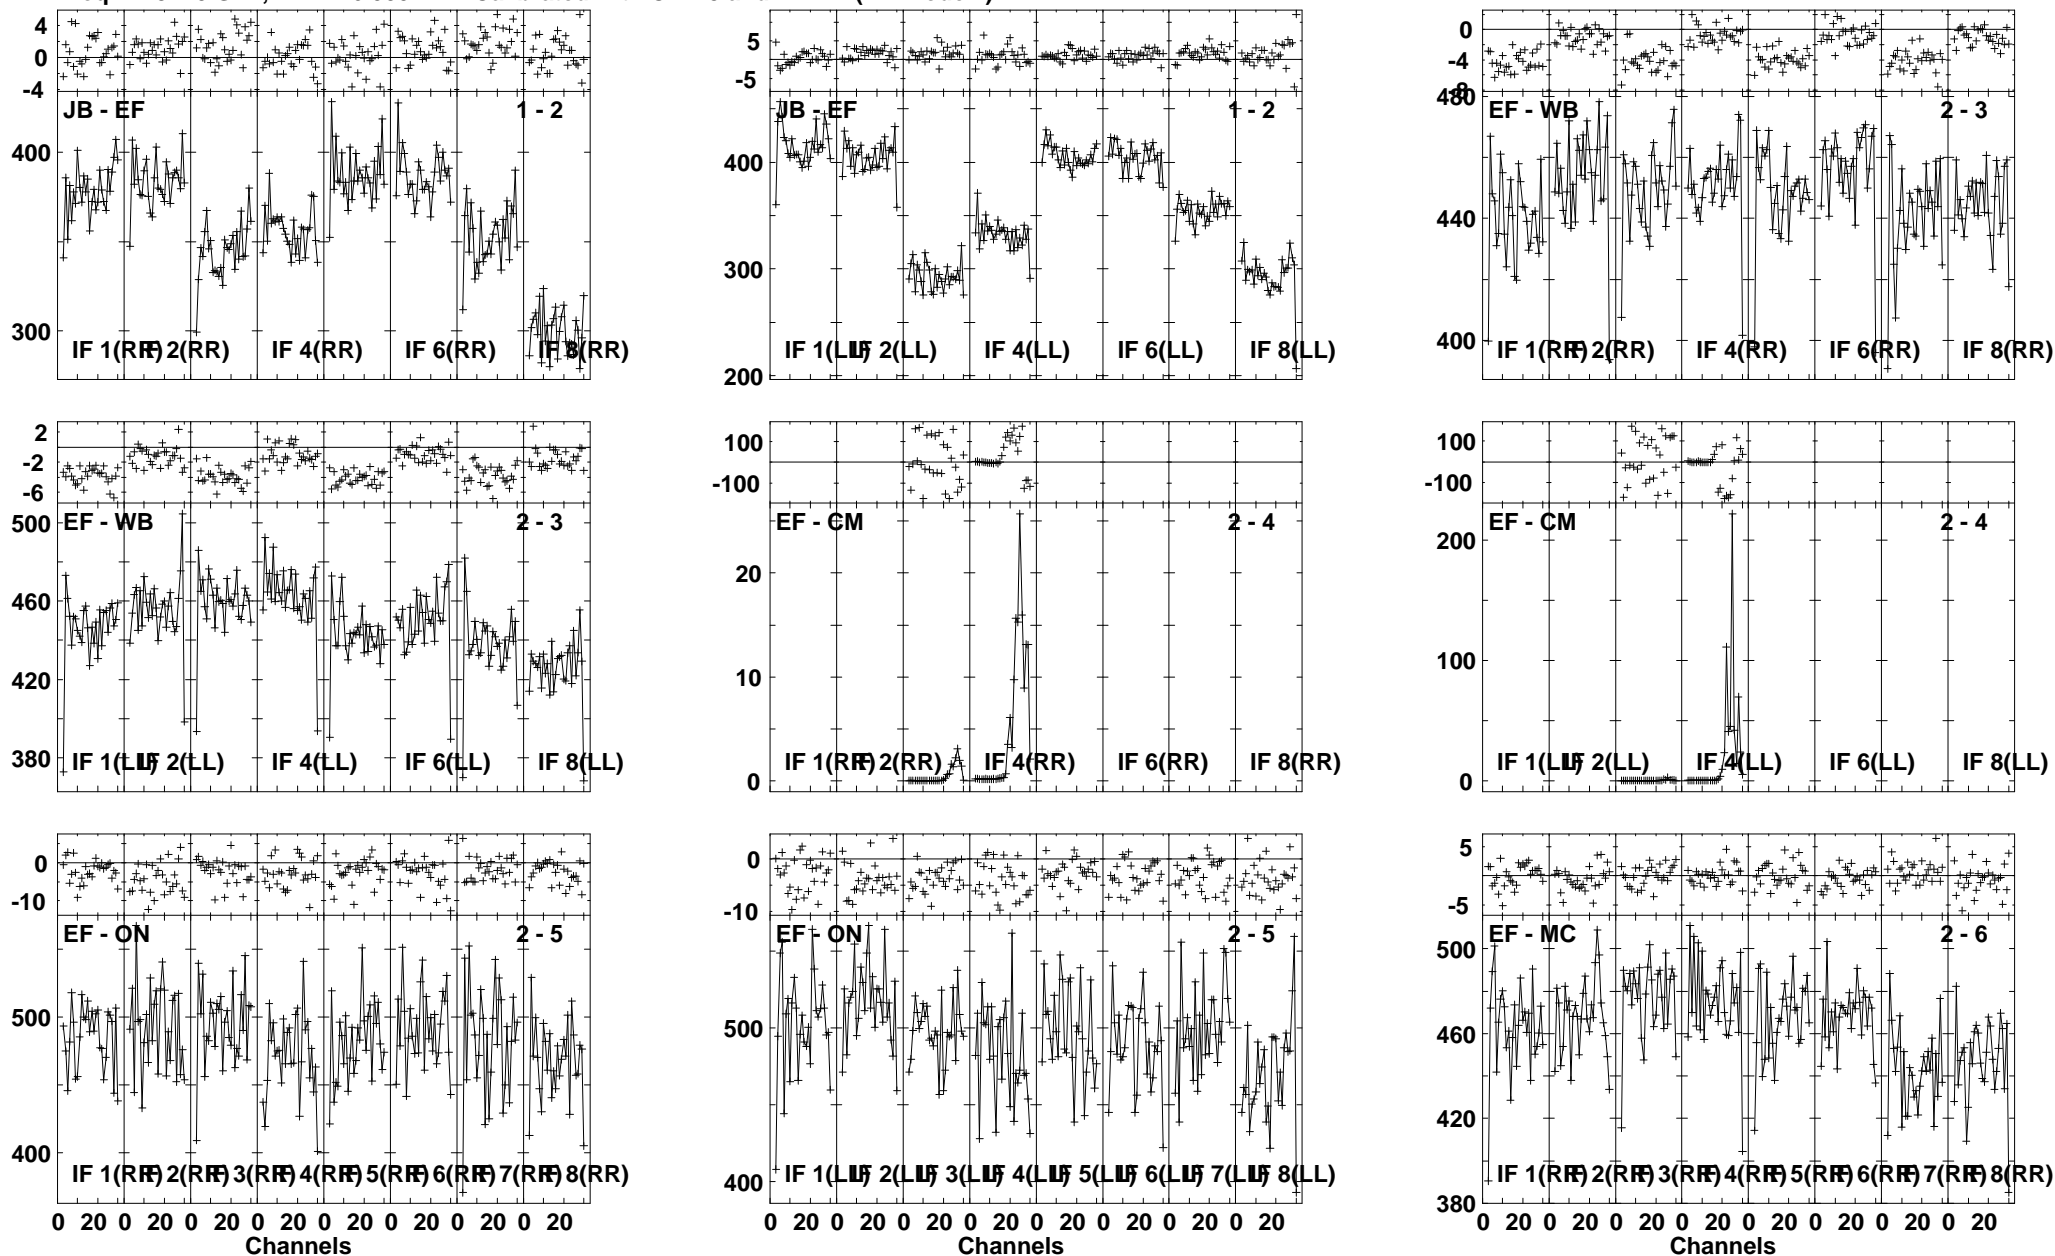 4
0
-4
JB - EF 1 - 2
400
300
IF 1(RR) IF 2(RR) IF 4(RR) IF 6(RR) IF 8(RR)
5
-5
JB - EF 1 - 2
400
300
200
IF 1(LL) IF 2(LL) IF 4(LL) IF 6(LL) IF 8(LL)
0
-4
-8
480
EF - WB 2 - 3
440
400
IF 1(RR) IF 2(RR) IF 4(RR) IF 6(RR) IF 8(RR)
2
-2
-6
EF - WB 2 - 3
500
460
420
380
IF 1(LL) IF 2(LL) IF 4(LL) IF 6(LL) IF 8(LL)
100
-100
EF - CM 2 - 4
20
10
0
IF 1(RR) IF 2(RR) IF 4(RR) IF 6(RR) IF 8(RR)
100
-100
EF - CM 2 - 4
200
100
0
IF 1(LL) IF 2(LL) IF 4(LL) IF 6(LL) IF 8(LL)
0
-10
EF - ON 2 - 5
500
400
IF 1(RR) IF 2(RR) IF 3(RR) IF 4(RR) IF 5(RR) IF 6(RR) IF 7(RR) IF 8(RR)
0 20 0 20 0 20 0 20 0 20 0 20 0 20 0 20
Channels
0
-10
EF - ON 2 - 5
500
400
IF 1(LL) IF 2(LL) IF 3(LL) IF 4(LL) IF 5(LL) IF 6(LL) IF 7(LL) IF 8(LL)
0 20 0 20 0 20 0 20 0 20 0 20 0 20 0 20
Channels
5
-5
EF - MC 2 - 6
500
460
420
380
IF 1(RR) IF 2(RR) IF 3(RR) IF 4(RR) IF 5(RR) IF 6(RR) IF 7(RR) IF 8(RR)
0 20 0 20 0 20 0 20 0 20 0 20 0 20 0 20
Channels